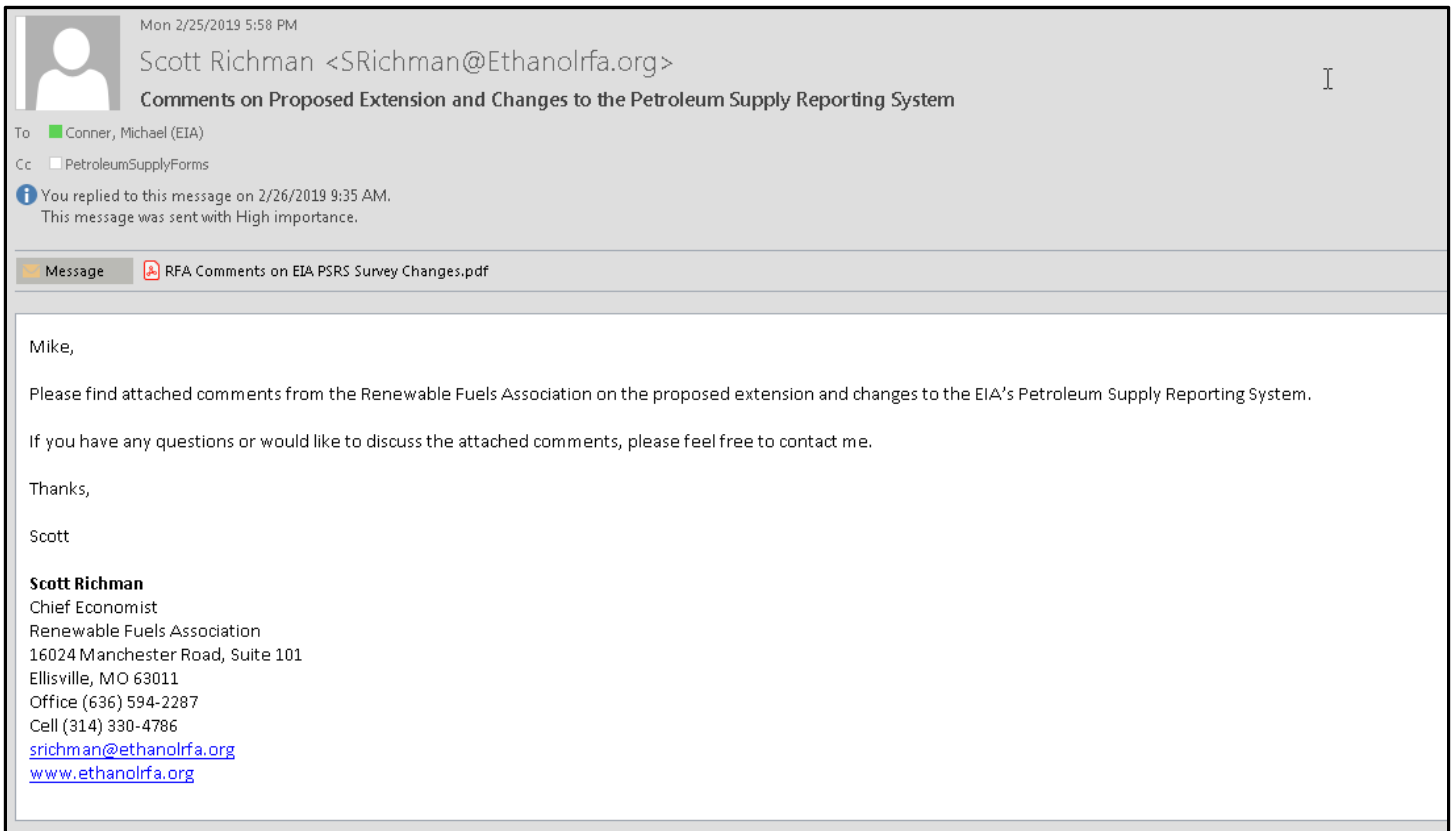 Mon 2/25/2019 5:58 PM
Scott Richman <SRichman@Ethanolrfa.org>
Comments on Proposed Extension and Changes to the Petroleum Supply Reporting System
To Conner, Michael (EIA)
Cc PetroleumSupplyForms
You replied to this message on 2/26/2019 9:35 AM.
This message was sent with High importance.
Message RFA Comments on EIA PSRS Survey Changes.pdf
Mike,
Please find attached comments from the Renewable Fuels Association on the proposed extension and changes to the EIA's Petroleum Supply Reporting System.
If you have any questions or would like to discuss the attached comments, please feel free to contact me.
Thanks,
Scott
Scott Richman
Chief Economist
Renewable Fuels Association
16024 Manchester Road, Suite 101
Ellisville, MO 63011
Office (636) 594-2287
Cell (314) 330-4786
srichman@ethanolrfa.org
www.ethanolrfa.org